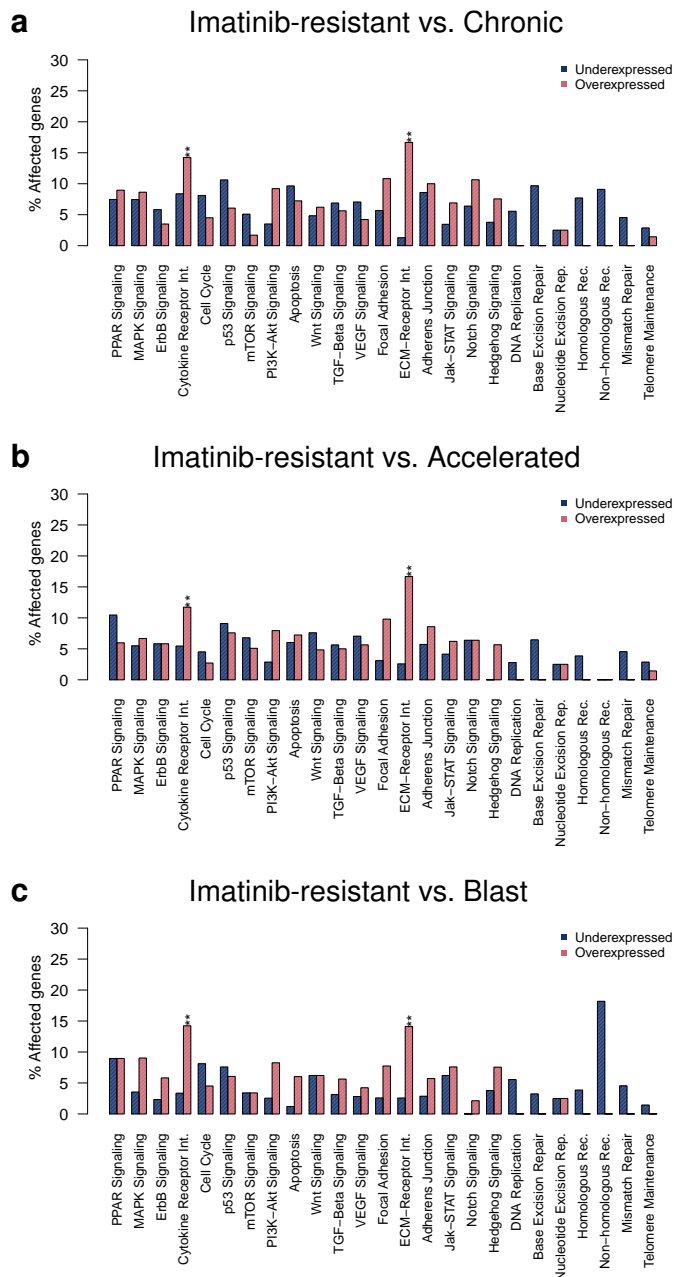 a
Imatinib-resistant vs. Chronic
Underexpressed
Overexpressed
% Affected genes
30
25
20
15
10
5
0
**
**
PPAR Signaling
MAPK Signaling
ErbB Signaling
Cytokine Receptor Int.
Cell Cycle
p53 Signaling
mTOR Signaling
PI3K−Akt Signaling
Apoptosis
Wnt Signaling
TGF−Beta Signaling
VEGF Signaling
Focal Adhesion
ECM−Receptor Int.
Adherens Junction
Jak−STAT Signaling
Notch Signaling
Hedgehog Signaling
DNA Replication
Base Excision Repair
Nucleotide Excision Rep.
Homologous Rec.
Non−homologous Rec.
Mismatch Repair
Telomere Maintenance
b
Imatinib-resistant vs. Accelerated
Underexpressed
Overexpressed
% Affected genes
30
25
20
15
10
5
0
**
**
PPAR Signaling
MAPK Signaling
ErbB Signaling
Cytokine Receptor Int.
Cell Cycle
p53 Signaling
mTOR Signaling
PI3K−Akt Signaling
Apoptosis
Wnt Signaling
TGF−Beta Signaling
VEGF Signaling
Focal Adhesion
ECM−Receptor Int.
Adherens Junction
Jak−STAT Signaling
Notch Signaling
Hedgehog Signaling
DNA Replication
Base Excision Repair
Nucleotide Excision Rep.
Homologous Rec.
Non−homologous Rec.
Mismatch Repair
Telomere Maintenance
c
Imatinib-resistant vs. Blast
Underexpressed
Overexpressed
% Affected genes
30
25
20
15
10
5
0
**
**
PPAR Signaling
MAPK Signaling
ErbB Signaling
Cytokine Receptor Int.
Cell Cycle
p53 Signaling
mTOR Signaling
PI3K−Akt Signaling
Apoptosis
Wnt Signaling
TGF−Beta Signaling
VEGF Signaling
Focal Adhesion
ECM−Receptor Int.
Adherens Junction
Jak−STAT Signaling
Notch Signaling
Hedgehog Signaling
DNA Replication
Base Excision Repair
Nucleotide Excision Rep.
Homologous Rec.
Non−homologous Rec.
Mismatch Repair
Telomere Maintenance